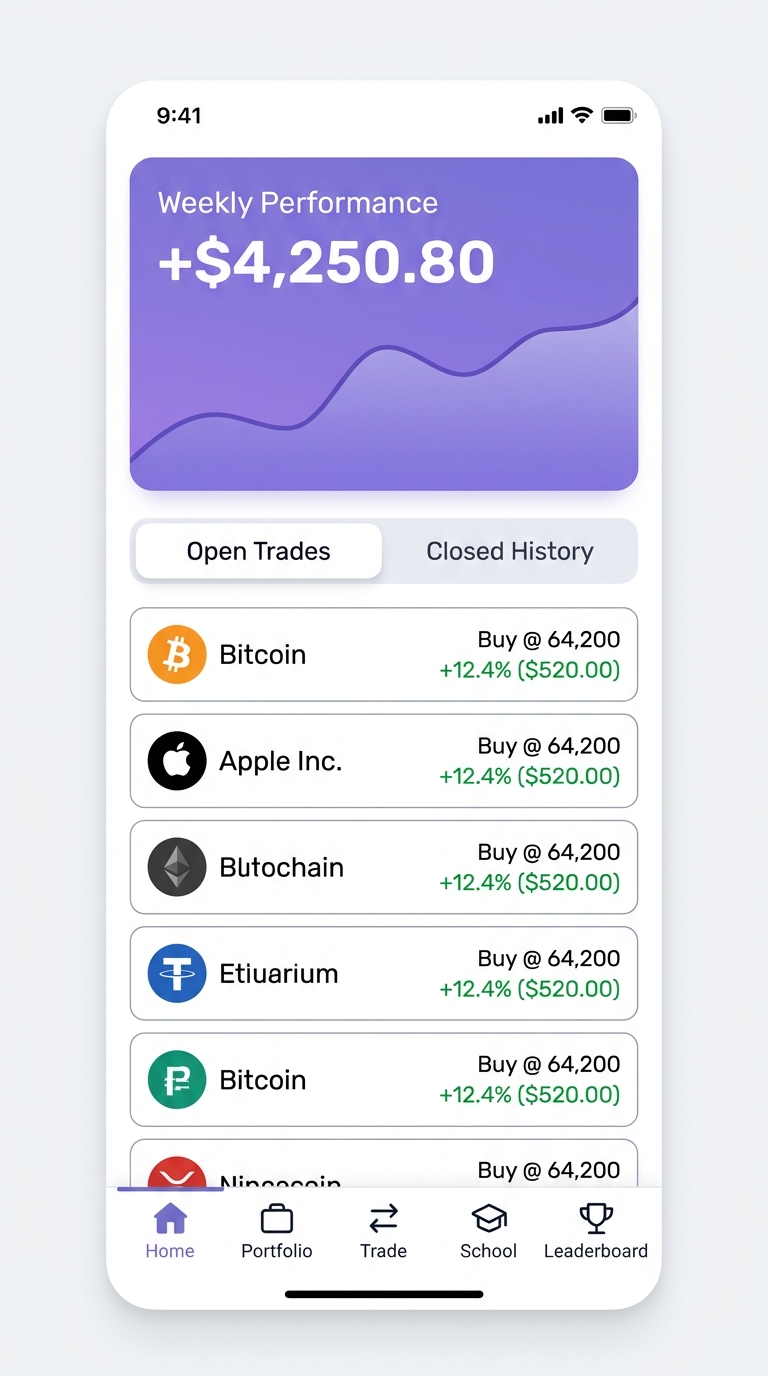 9:41
Weekly Performance
+$4,250.80
Open Trades
Closed History
Bitcoin
Buy @ 64,200
+12.4% ($520.00)
Apple Inc.
Buy @ 64,200
+12.4% ($520.00)
Blutochain
Buy @ 64,200
+12.4% ($520.00)
Etiuarium
Buy @ 64,200
+12.4% ($520.00)
Bitcoin
Buy @ 64,200
+12.4% ($520.00)
Buy @ 64,200
Home
Portfolio
Trade
School
Leaderboard